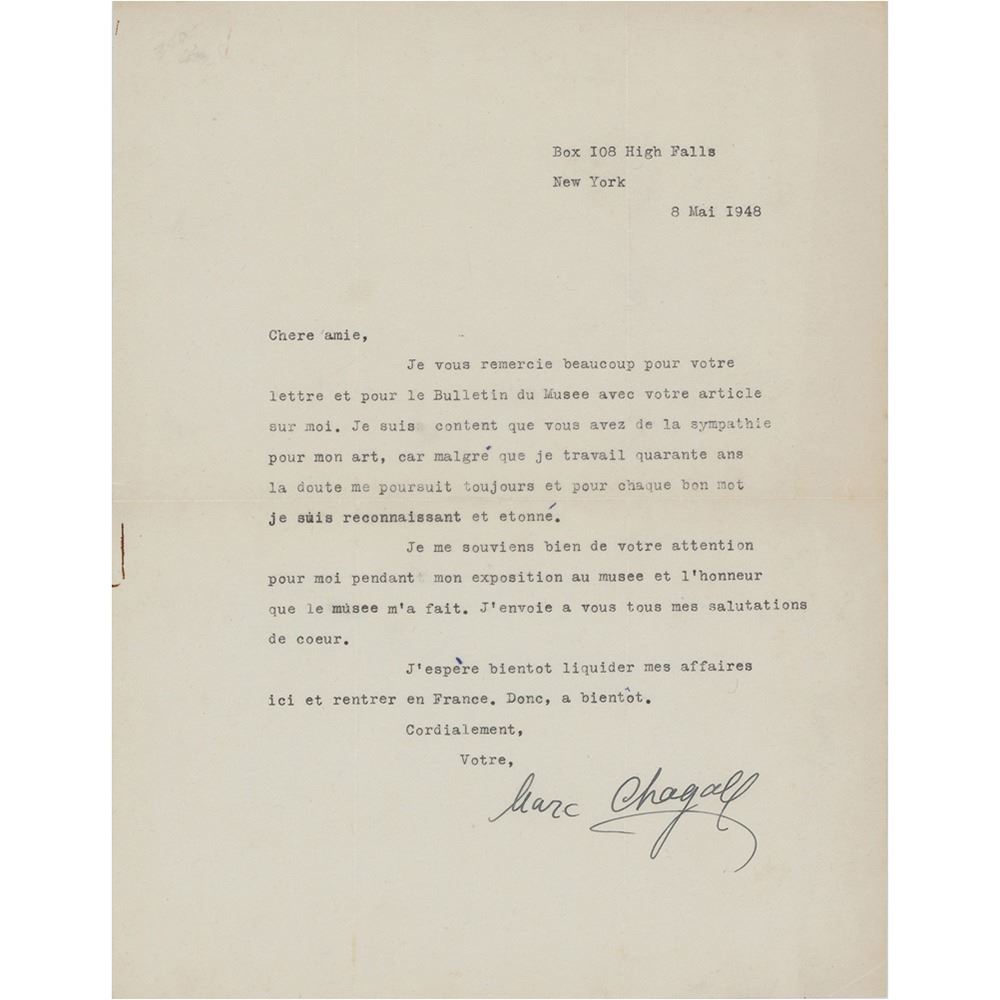 Box I08 High Falls
New York
8 Mai I948
Chere amie,
Je vous remercie beaucoup pour votre
lettre et pour le Bulletin du Musee avec votre article
sur moi. Je suis content que vous avez de la sympathie
pour mon art, car malgré que je travail quarante ans
la doute me poursuit toujours et pour chaque bon mot
je suis reconnaissant et etonné.
Je me souviens bien de votre attention
pour moi pendant mon exposition au musee et l'honneur
que le musee m'a fait. J'envoie a vous tous mes salutations
de coeur.
J'espère bientot liquider mes affaires
ici et rentrer en France. Donc, a bientôt.
Cordialement,
Votre,
Marc Chagall